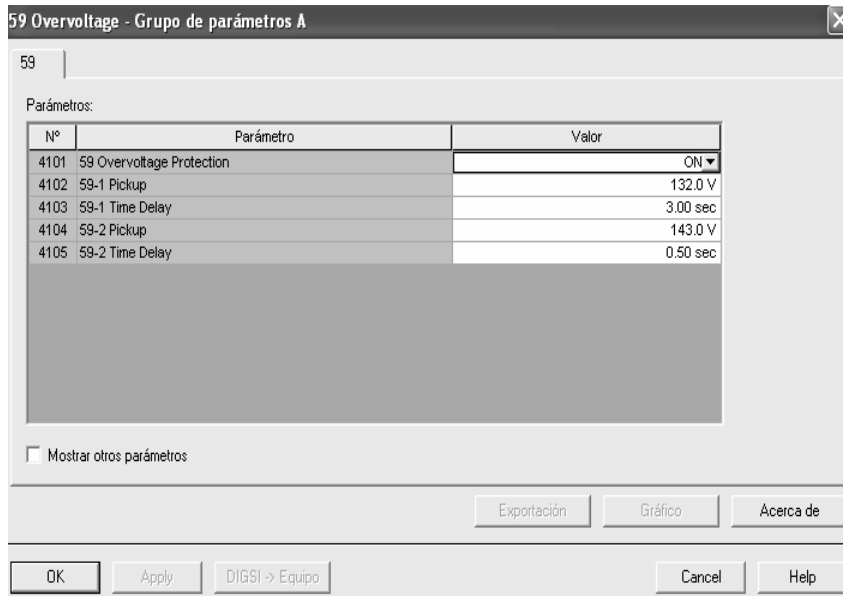 59 Overvoltage - Grupo de parámetros A
59
Parámetros:
Nº Parámetro Valor
4101 59 Overvoltage Protection ON
4102 59-1 Pickup 132.0 V
4103 59-1 Time Delay 3.00 sec
4104 59-2 Pickup 143.0 V
4105 59-2 Time Delay 0.50 sec
Mostrar otros parámetros
Exportación Gráfico Acerca de
OK Apply DIGSI -> Equipo Cancel Help